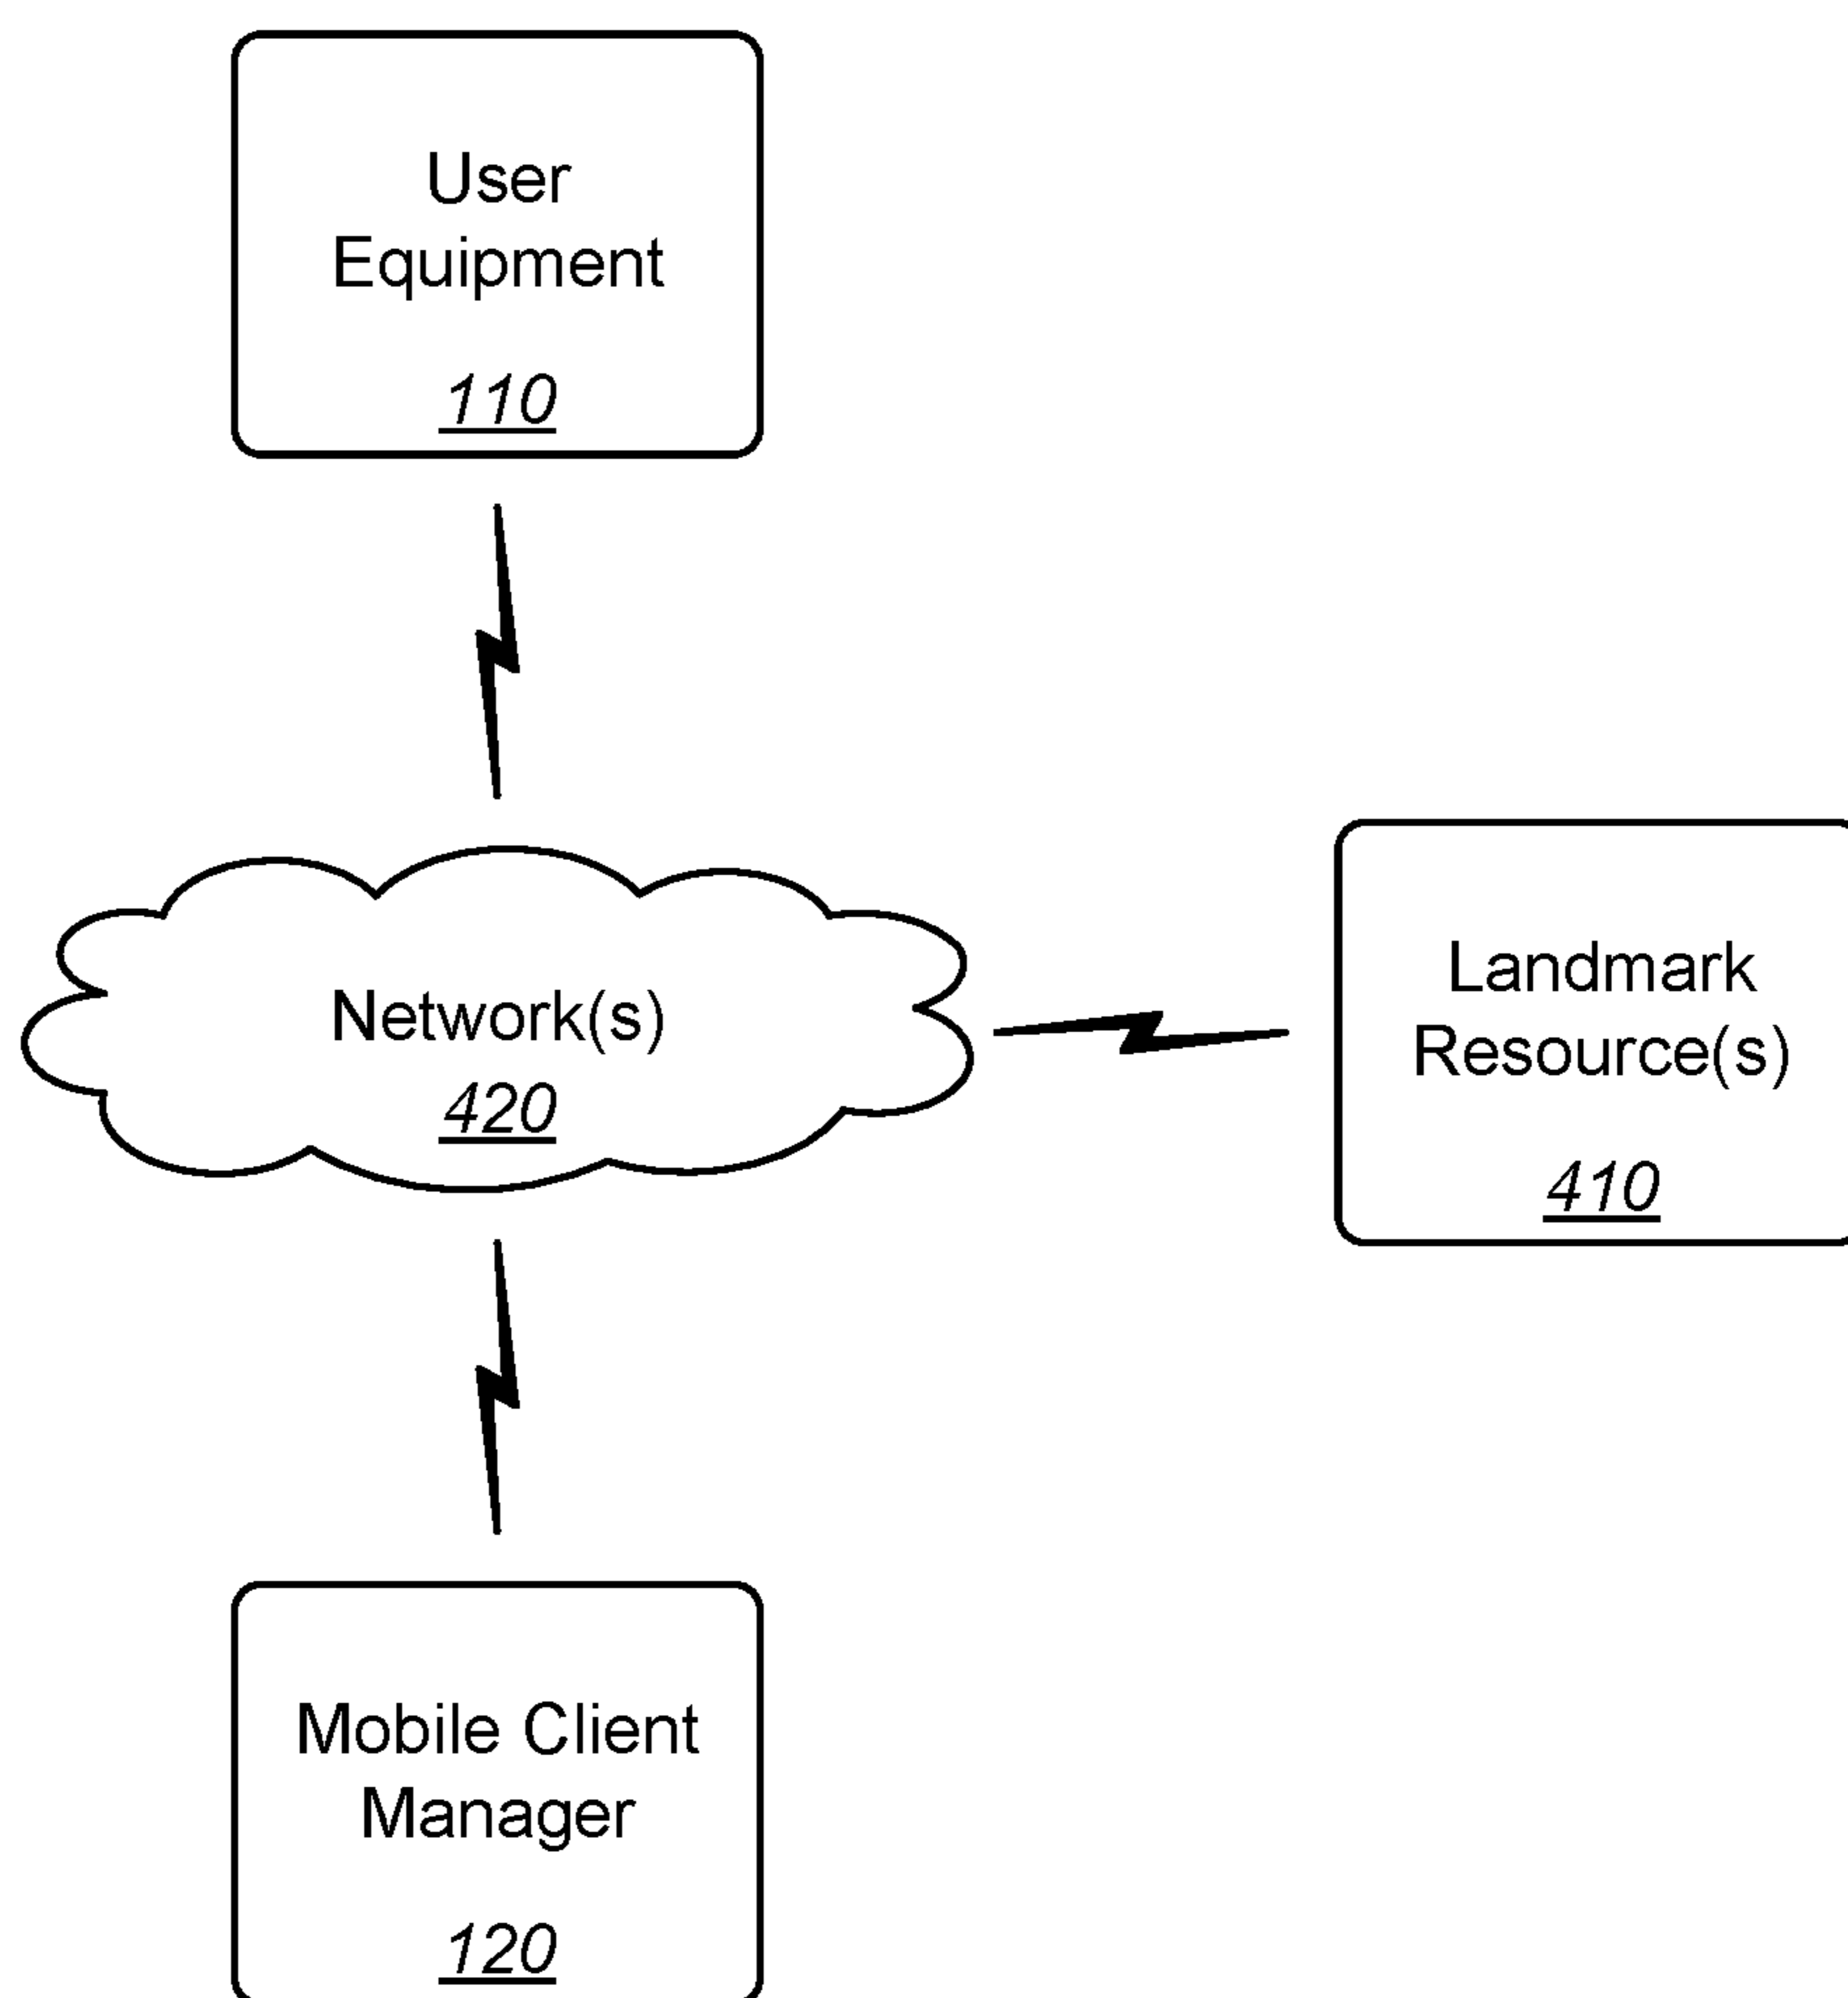 User
Equipment
110
Network(s)
420
Landmark
Resource(s)
410
Mobile Client
Manager
120